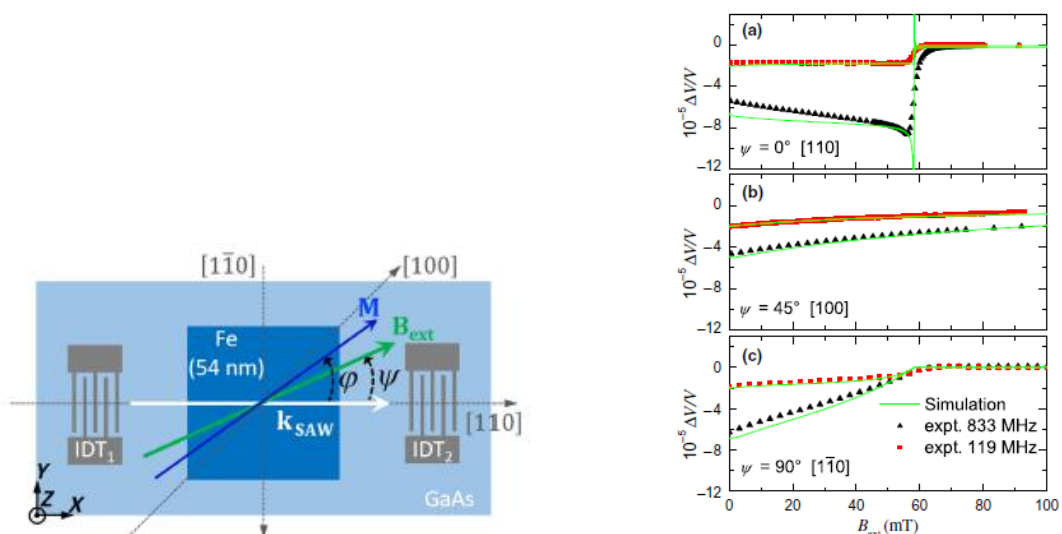 [11̄0]
[100]
M
B_ext
Fe
(54 nm)
φ
ψ
k_SAW
[110]
IDT₁
IDT₂
Y
Z
X
GaAs
(a)
0
−4
−8
−12
10⁻⁵ ΔV/V
ψ = 0° [110]
(b)
0
−4
−8
−12
10⁻⁵ ΔV/V
ψ = 45° [100]
(c)
0
−4
−8
−12
10⁻⁵ ΔV/V
Simulation
expt. 833 MHz
expt. 119 MHz
ψ = 90° [11̄0]
0 20 40 60 80 100
(mT)